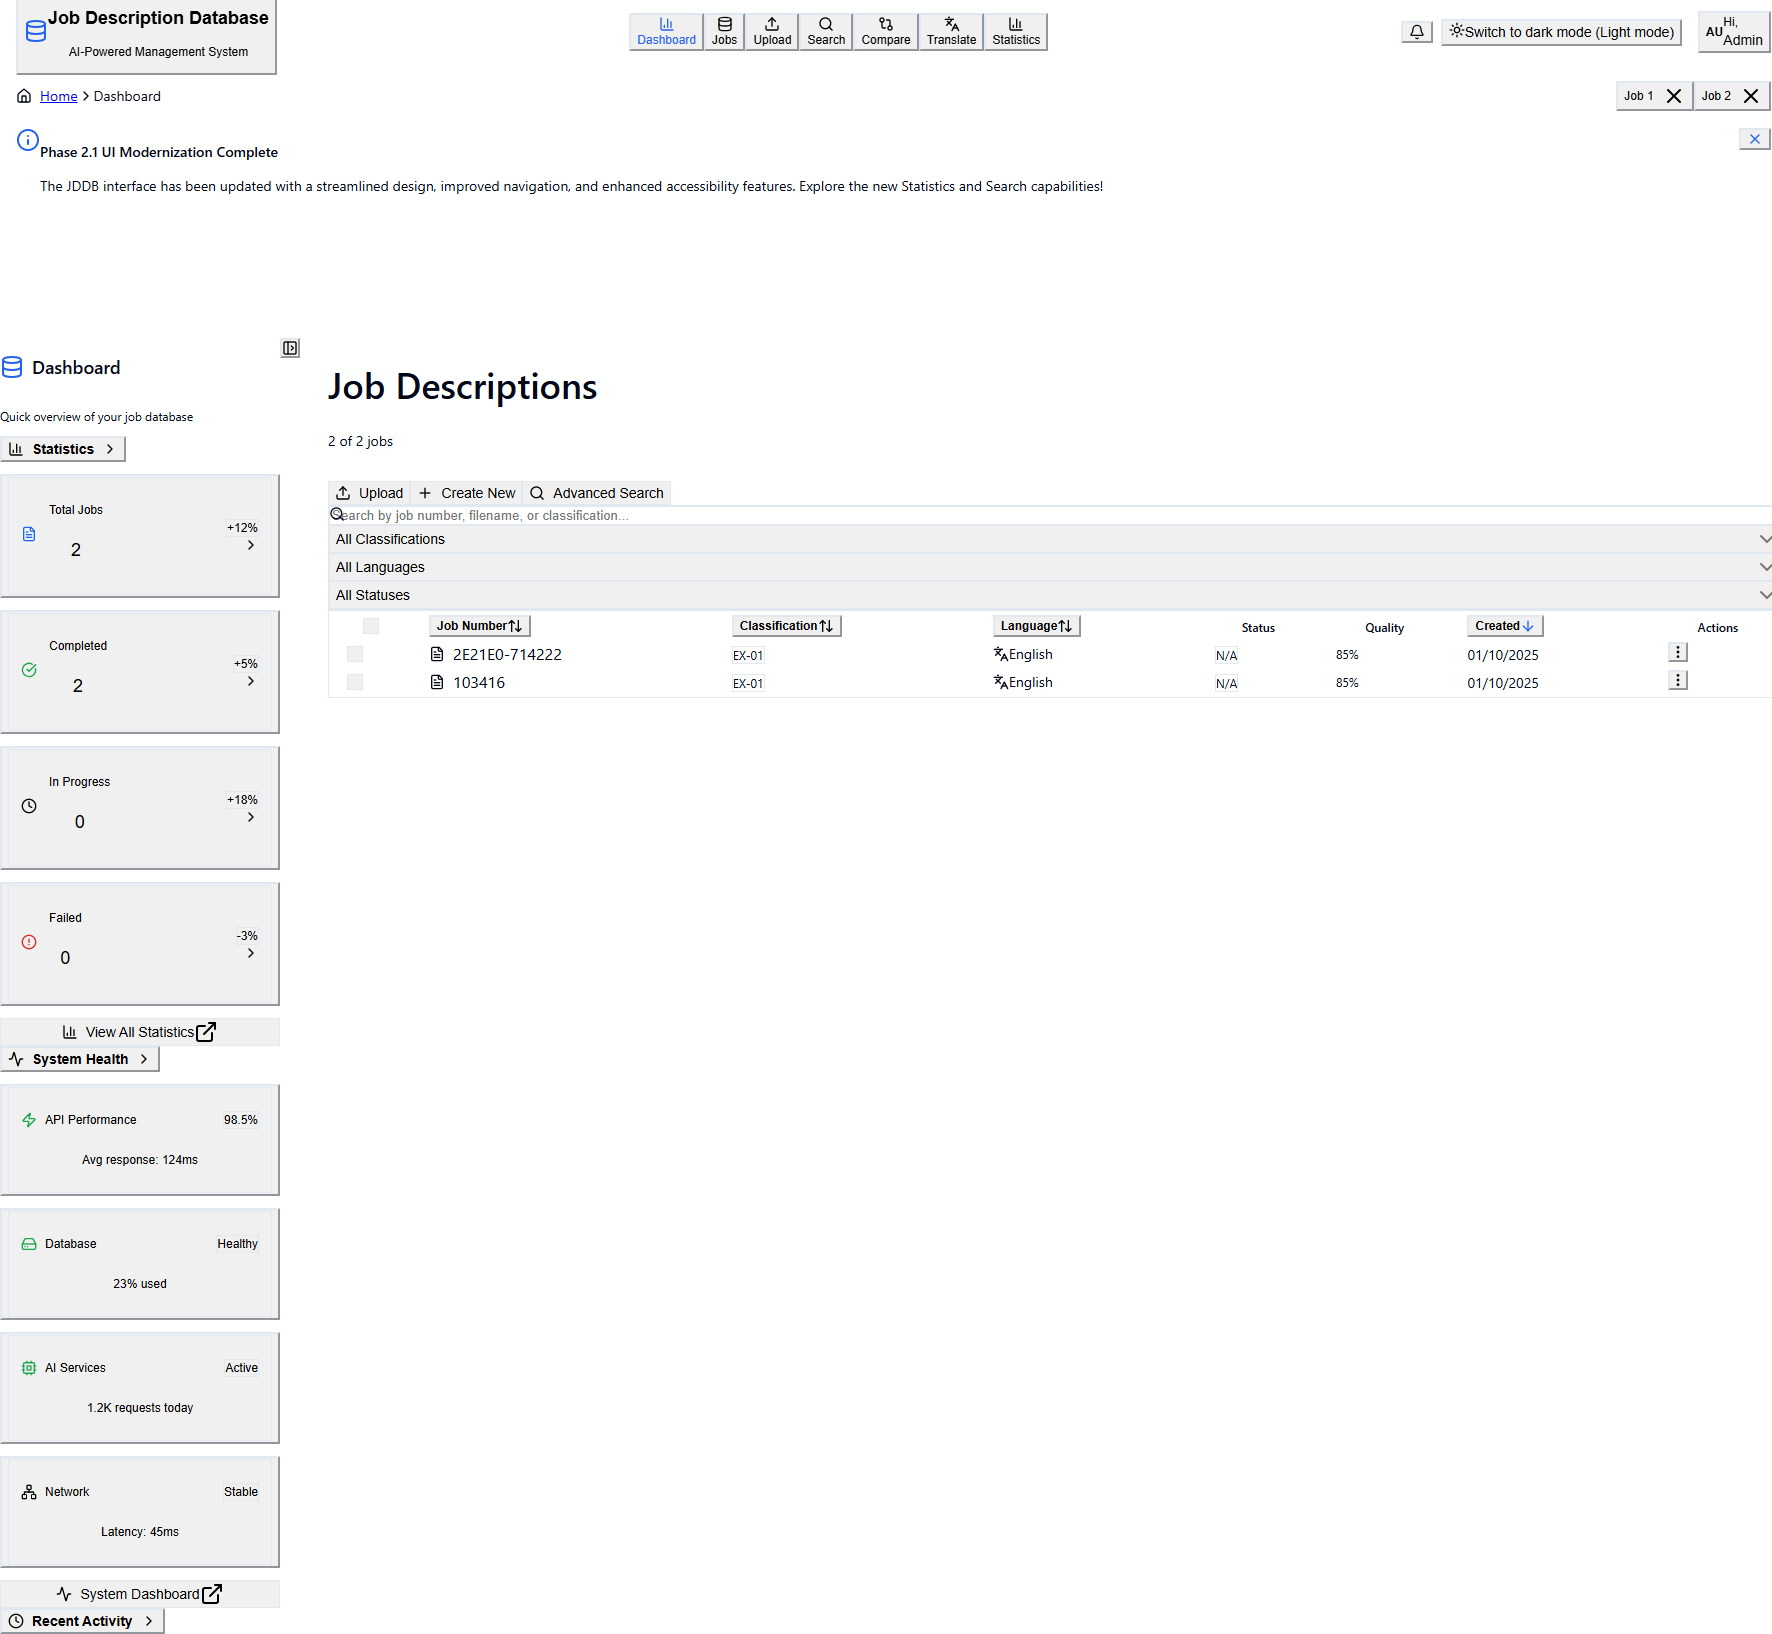 Job Description Database
AI-Powered Management System
Dashboard
Jobs
Upload
Search
Compare
Translate
Statistics
Switch to dark mode (Light mode)
AU
Hi,
Admin
Home
Dashboard
Job 1
Job 2
Phase 2.1 UI Modernization Complete
The JDDB interface has been updated with a streamlined design, improved navigation, and enhanced accessibility features. Explore the new Statistics and Search capabilities!
Dashboard
Quick overview of your job database
Statistics
Total Jobs
2
+12%
Completed
2
+5%
In Progress
0
+18%
Failed
0
-3%
View All Statistics
System Health
API Performance
98.5%
Avg response: 124ms
Database
Healthy
23% used
AI Services
Active
1.2K requests today
Network
Stable
Latency: 45ms
System Dashboard
Recent Activity
Job Descriptions
2 of 2 jobs
Upload
Create New
Advanced Search
Search by job number, filename, or classification...
All Classifications
All Languages
All Statuses
Job Number Classification Language Status Quality Created Actions
2E21E0-714222 EX-01 English N/A 85% 01/10/2025
103416 EX-01 English N/A 85% 01/10/2025